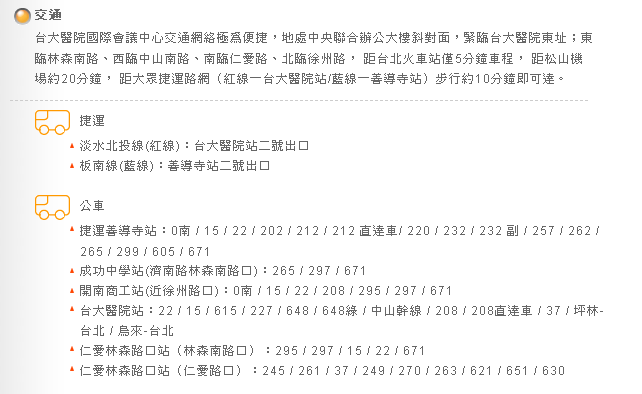 交通
台大醫院國際會議中心交通網絡極為便捷，地處中央聯合辦公大樓斜對面，緊臨台大醫院東址；東
臨林森南路、西臨中山南路、南臨仁愛路、北臨徐州路， 距台北火車站僅5分鐘車程， 距松山機
場約20分鐘， 距大眾捷運路網（紅線一台大醫院站/藍線一善導寺站）步行約10分鐘即可達。
捷運
淡水北投線(紅線)：台大醫院站二號出口
板南線(藍線)：善導寺站二號出口
公車
捷運善導寺站：0南 / 15 / 22 / 202 / 212 / 212 直達車/ 220 / 232 / 232 副 / 257 / 262 /
265 / 299 / 605 / 671
成功中學站(濟南路林森南路口)：265 / 297 / 671
開南商工站(近徐州路口)：0南 / 15 / 22 / 208 / 295 / 297 / 671
台大醫院站：22 / 15 / 615 / 227 / 648 / 648綠 / 中山幹線 / 208 / 208直達車 / 37 / 坪林-
台北 / 烏來-台北
仁愛林森路口站（林森南路口）：295 / 297 / 15 / 22 / 671
仁愛林森路口站（仁愛路口）：245 / 261 / 37 / 249 / 270 / 263 / 621 / 651 / 630